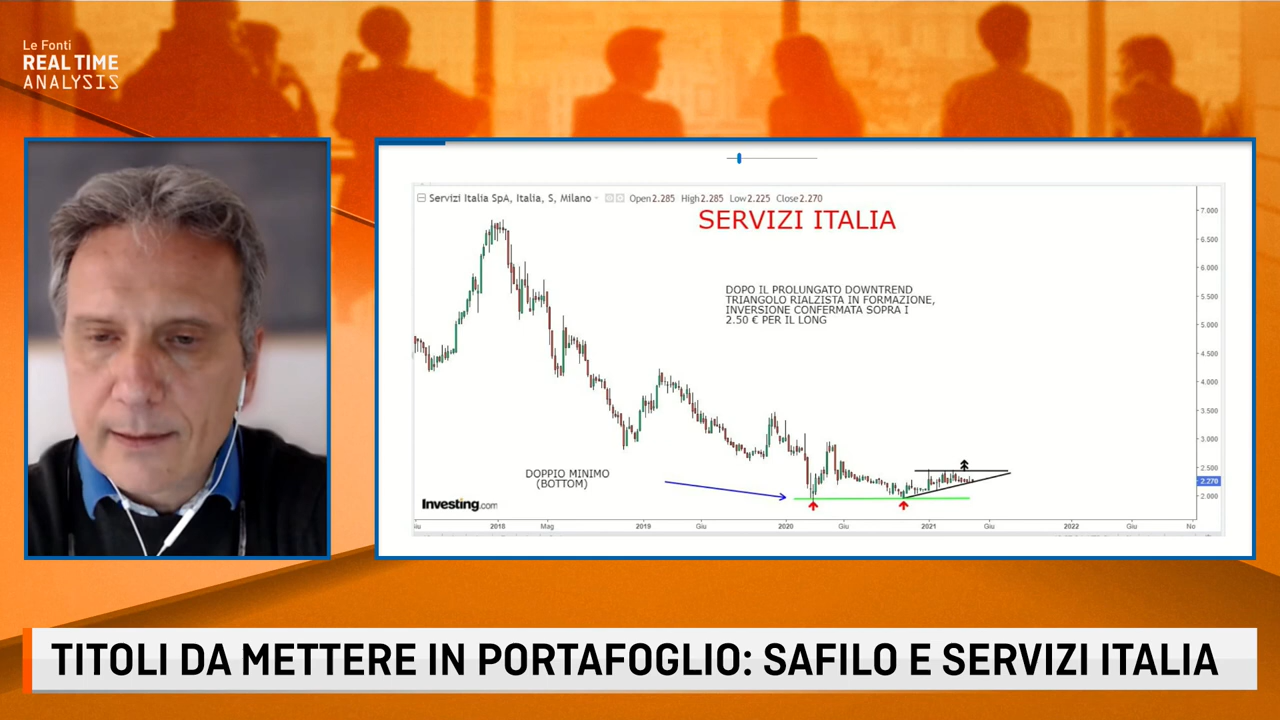 Le Fonti
REAL TIME
ANALYSIS
Servizi Italia SpA, Italia, S, Milano Open 2.285 High 2.285 Low 2.225 Close 2.270
SERVIZI ITALIA
DOPO IL PROLUNGATO DOWNTREND
TRIANGOLO RIALZISTA IN FORMAZIONE,
INVERSIONE CONFERMATA SOPRA I
2.50 € PER IL LONG
7.000
6.500
6.000
5.500
5.000
4.500
4.000
3.500
3.000
2.500
2.270
2.000
DOPPIO MINIMO
(BOTTOM)
Investing.com
iu 2018 Mag 2019 Giu 2020 Giu 2021 Giu 2022 Giu No
TITOLI DA METTERE IN PORTAFOGLIO: SAFILO E SERVIZI ITALIA